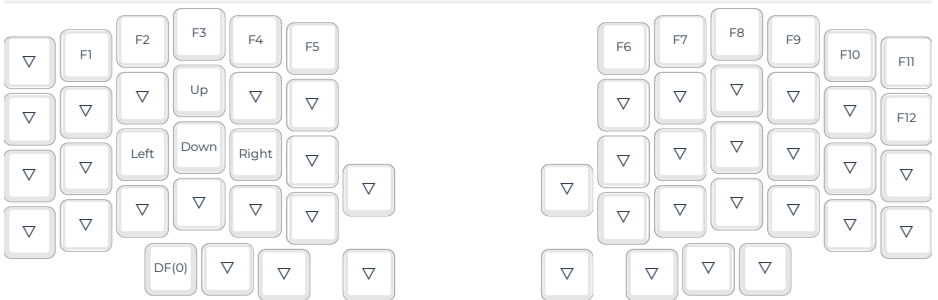 F1 F2 F3 F4 F5 F6 F7 F8 F9 F10 F11
Up F12
Left Down Right
DF(0)